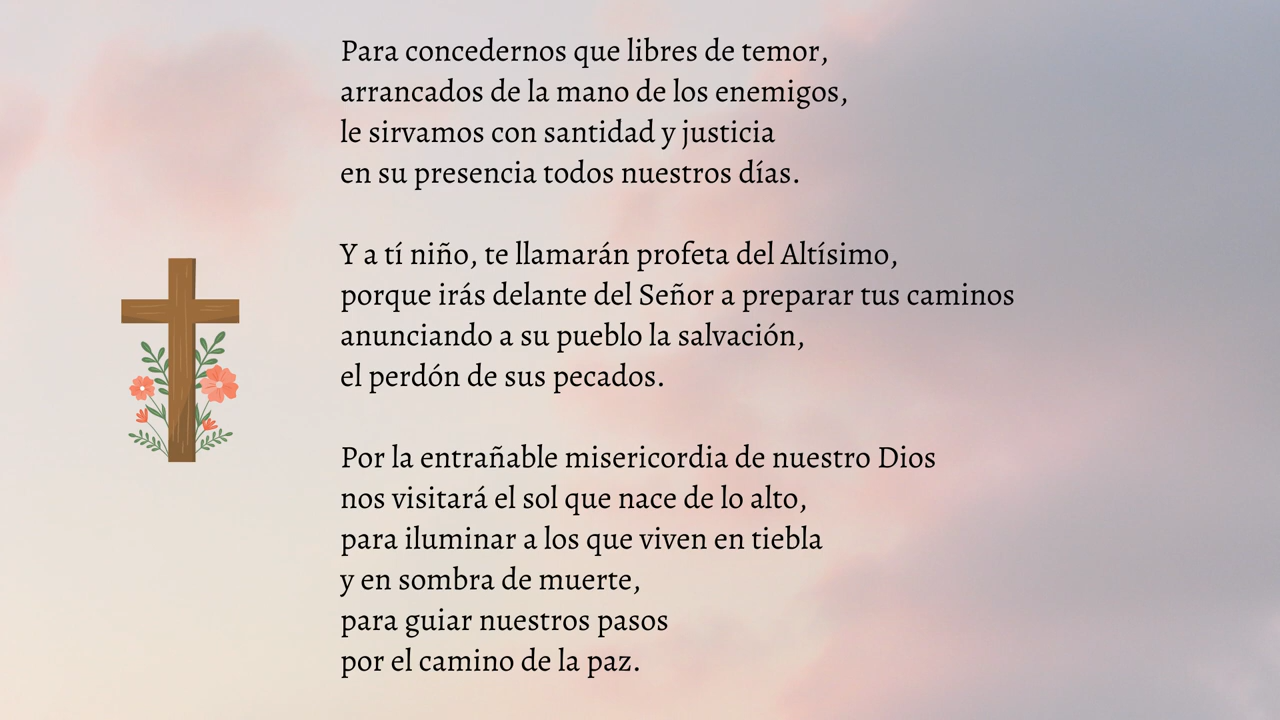 Para concedernos que libres de temor,
arrancados de la mano de los enemigos,
le sirvamos con santidad y justicia
en su presencia todos nuestros días.
Y a tí niño, te llamarán profeta del Altísimo,
porque irás delante del Señor a preparar tus caminos
anunciando a su pueblo la salvación,
el perdón de sus pecados.
Por la entrañable misericordia de nuestro Dios
nos visitará el sol que nace de lo alto,
para iluminar a los que viven en tiebla
y en sombra de muerte,
para guiar nuestros pasos
por el camino de la paz.